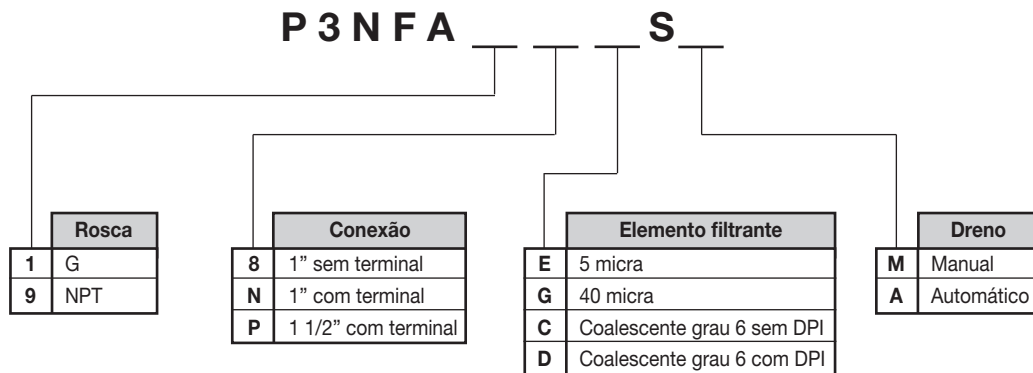 P 3 N F A _ _ _ S _
Rosca
1 G
9 NPT
Conexão
8 1” sem terminal
N 1” com terminal
P 1 1/2” com terminal
Elemento filtrante
E 5 micra
G 40 micra
C Coalescente grau 6 sem DPI
D Coalescente grau 6 com DPI
Dreno
M Manual
A Automático